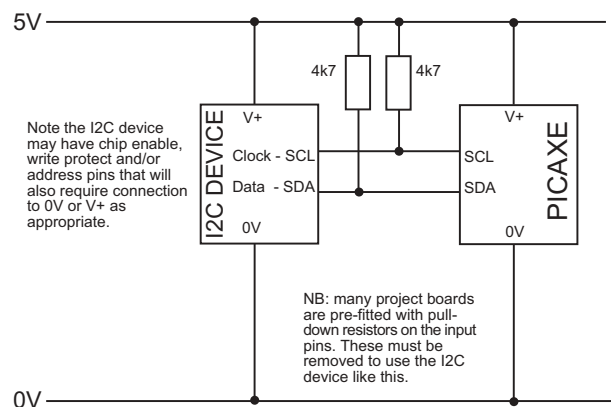 5V
4k7
4k7
Note the I2C device
may have chip enable,
write protect and/or
address pins that will
also require connection
to 0V or V+ as
appropriate.
I2C DEVICE
V+
Clock - SCL
Data - SDA
0V
V+
SCL
SDA
0V
PICAXE
NB: many project boards
are pre-fitted with pull-
down resistors on the input
pins. These must be
removed to use the I2C
device like this.
0V